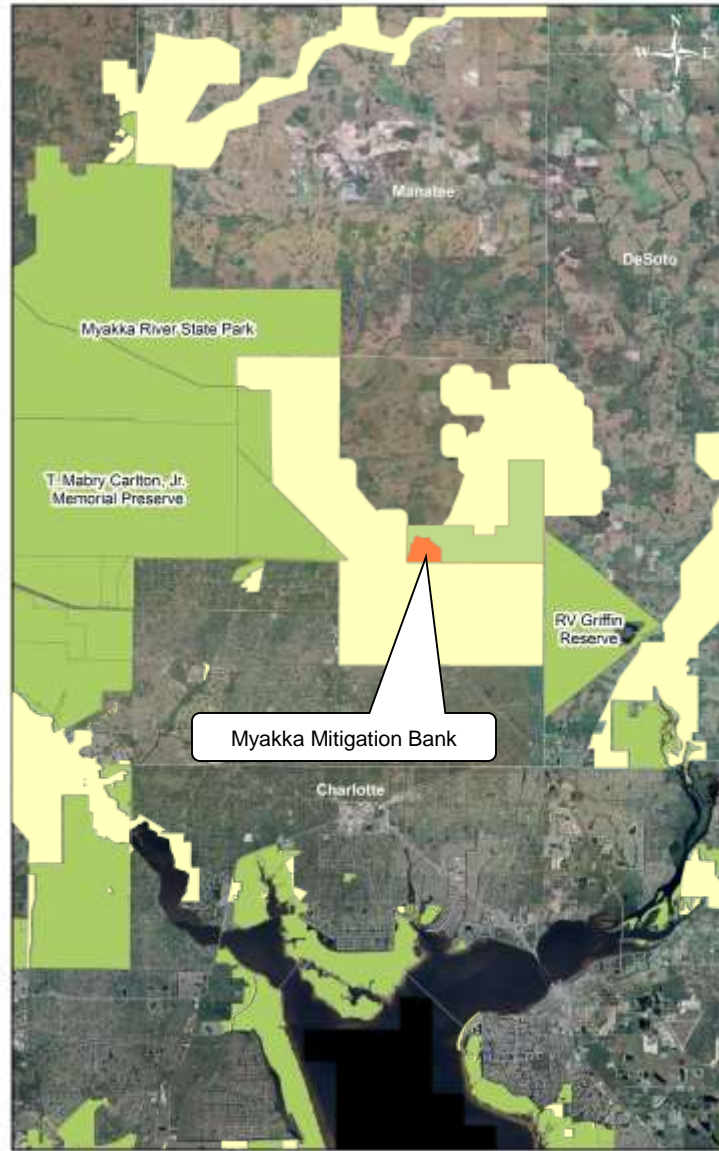 N
W E
S
Manatee
DeSoto
Myakka River State Park
T. Mabry Carlton, Jr.
Memorial Preserve
RV Griffin
Reserve
Myakka Mitigation Bank
Charlotte